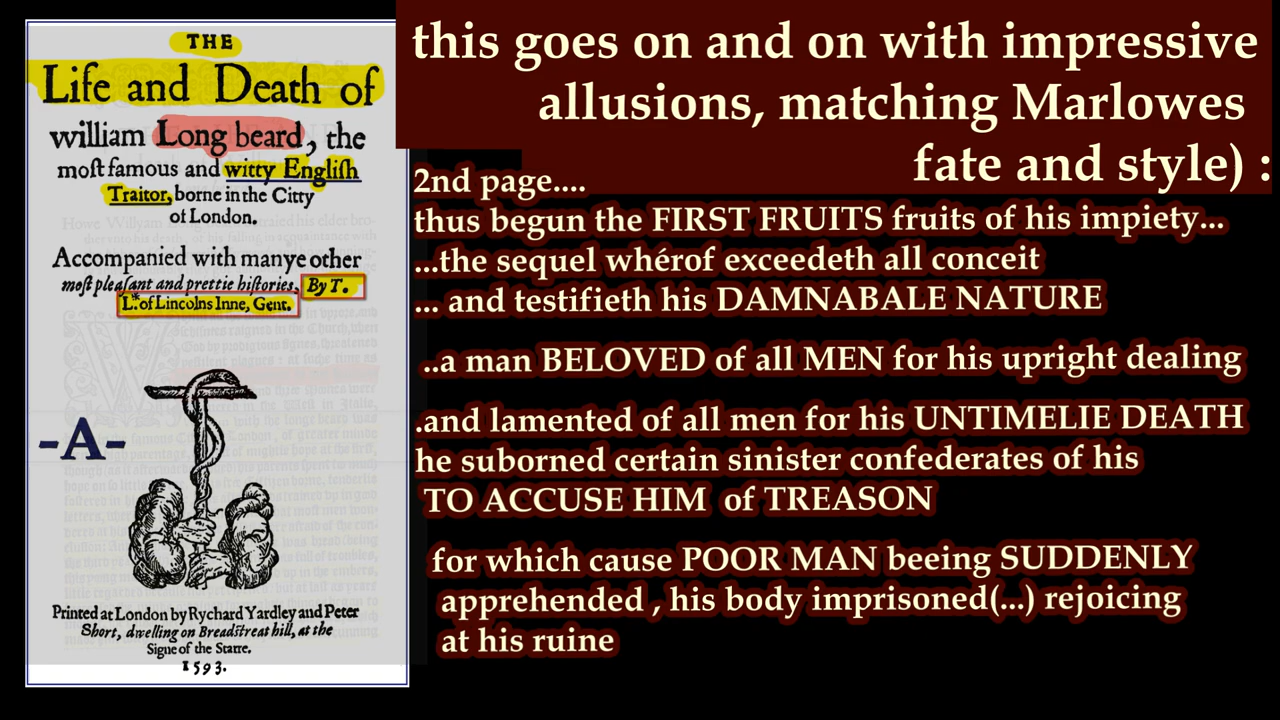 THE
Life and Death of
william Long beard, the
moſt famous and witty Engliſh
Traitor, borne in the Citty
of London.
Accompanied with manye other
moſt pleaſant and prettie hiſtories, By T.
L* of Lincolns Inne, Gent.
-A-
Printed at London by Rychard Yardley and Peter
Short, dwelling on Breadſtreat hill, at the
Signe of the Starre.
1593.
this goes on and on with impressive
allusions, matching Marlowes
fate and style) :
2nd page....
thus begun the FIRST FRUITS fruits of his impiety...
...the sequel whérof exceedeth all conceit
... and testifieth his DAMNABALE NATURE
..a man BELOVED of all MEN for his upright dealing
.and lamented of all men for his UNTIMELIE DEATH
he suborned certain sinister confederates of his
TO ACCUSE HIM of TREASON
for which cause POOR MAN beeing SUDDENLY
apprehended , his body imprisoned(...) rejoicing
at his ruine